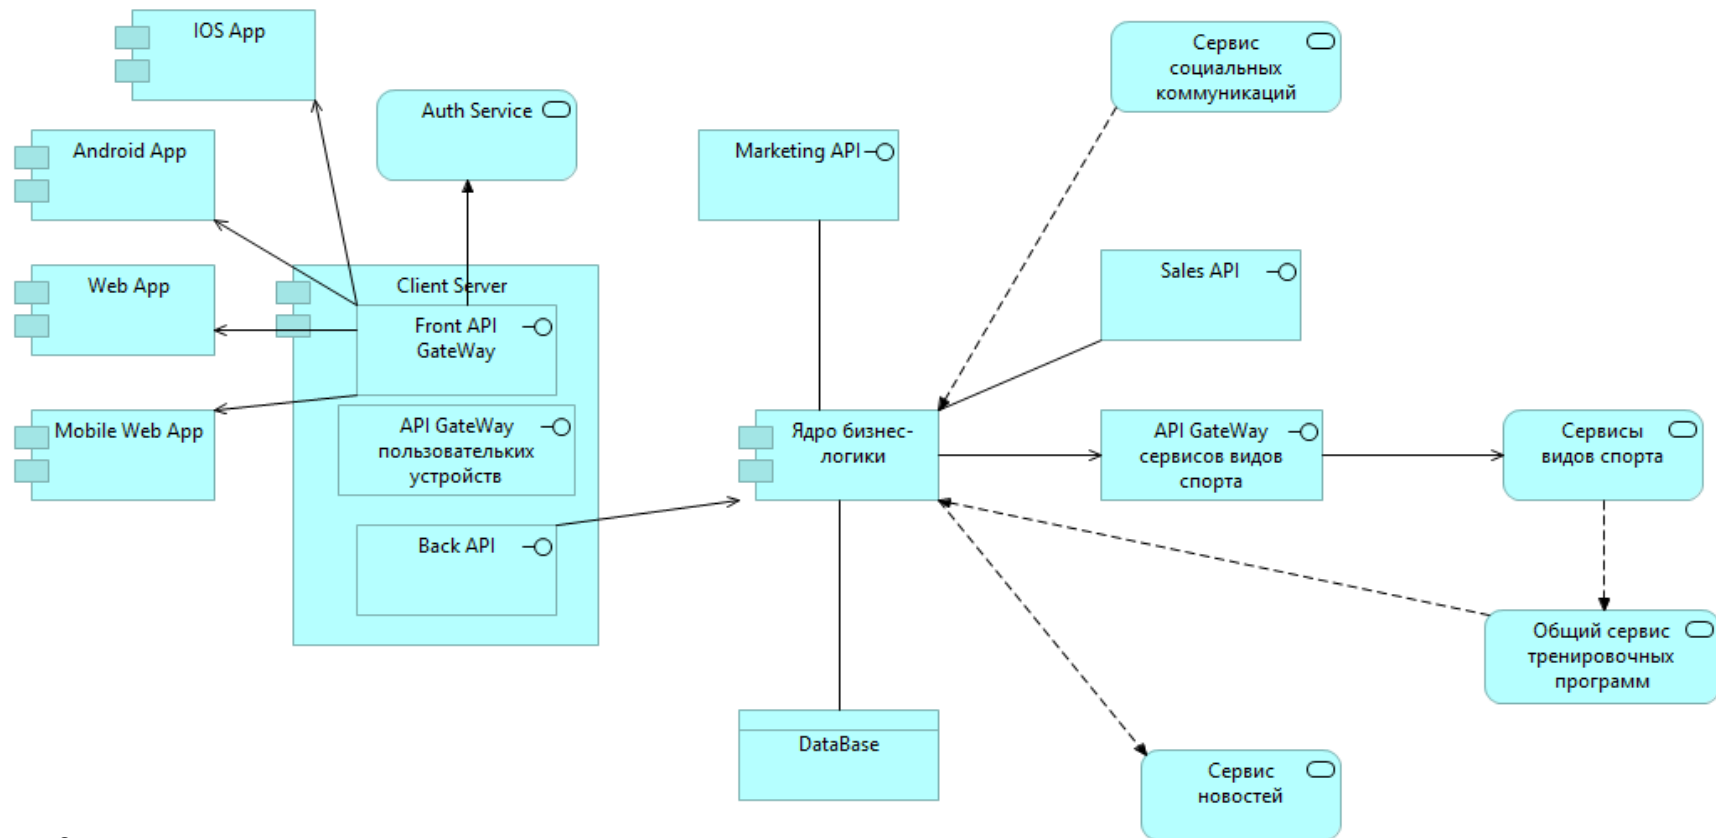 IOS App
Сервис
социальных
коммуникаций
Auth Service
Android App
Marketing API
Sales API
Web App
Client Server
Front API
GateWay
Mobile Web App
API GateWay
пользовательких
устройств
Ядро бизнес-
логики
API GateWay
сервисов видов
спорта
Сервисы
видов спорта
Back API
Общий сервис
тренировочных
программ
DataBase
Сервис
новостей